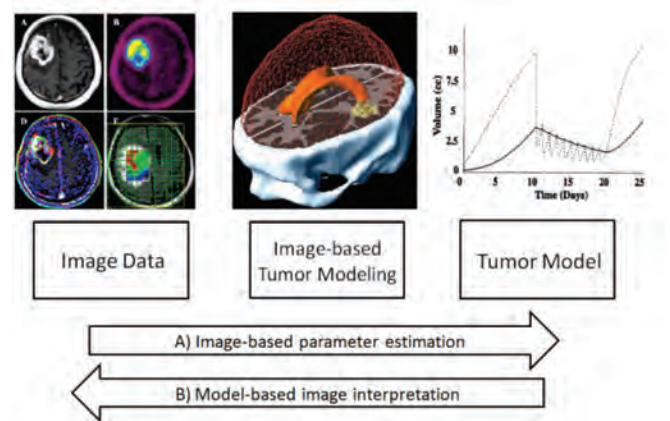 A
B
D
E
Volume (cc)
10
7.5
5
2.5
0
0
5
10
15
20
25
Time (Days)
Image Data
Image-based
Tumor Modeling
Tumor Model
A) Image-based parameter estimation
B) Model-based image interpretation